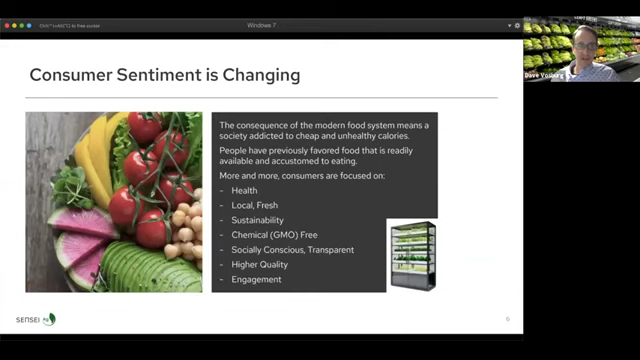 Windows 7
Consumer Sentiment is Changing
The consequence of the modern food system means a
society addicted to cheap and unhealthy calories.
People have previously favored food that is readily
available and accustomed to eating.
More and more, consumers are focused on:
- Health
- Local, Fresh
- Sustainability
- Chemical (GMO) Free
- Socially Conscious, Transparent
- Higher Quality
- Engagement
SENSEI ag
6
Dave Vosburg